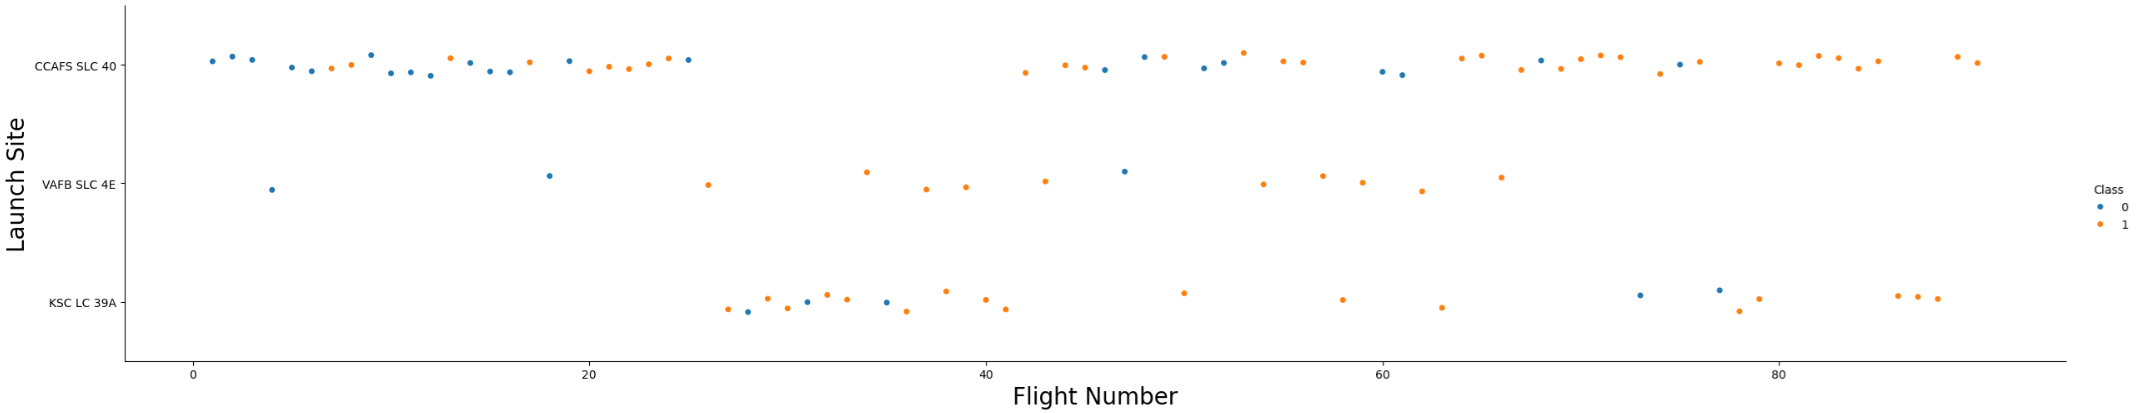 CCAFS SLC 40
VAFB SLC 4E
KSC LC 39A
Launch Site
0 20 40 60 80
Flight Number
Class
0
1